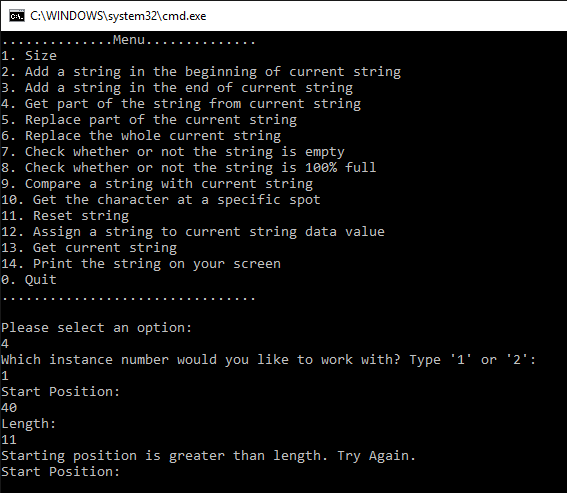 C:\WINDOWS\system32\cmd.exe
..............Menu..............
1. Size
2. Add a string in the beginning of current string
3. Add a string in the end of current string
4. Get part of the string from current string
5. Replace part of the current string
6. Replace the whole current string
7. Check whether or not the string is empty
8. Check whether or not the string is 100% full
9. Compare a string with current string
10. Get the character at a specific spot
11. Reset string
12. Assign a string to current string data value
13. Get current string
14. Print the string on your screen
0. Quit
................................
Please select an option:
4
Which instance number would you like to work with? Type '1' or '2':
1
Start Position:
40
Length:
11
Starting position is greater than length. Try Again.
Start Position: